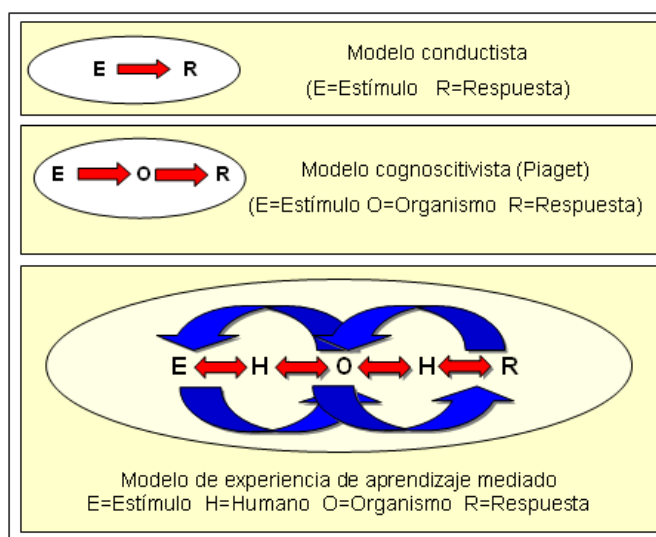 E R
Modelo conductista
(E=Estímulo R=Respuesta)
E O R
Modelo cognoscitivista (Piaget)
(E=Estímulo O=Organismo R=Respuesta)
E H O H R
Modelo de experiencia de aprendizaje mediado
E=Estímulo H=Humano O=Organismo R=Respuesta